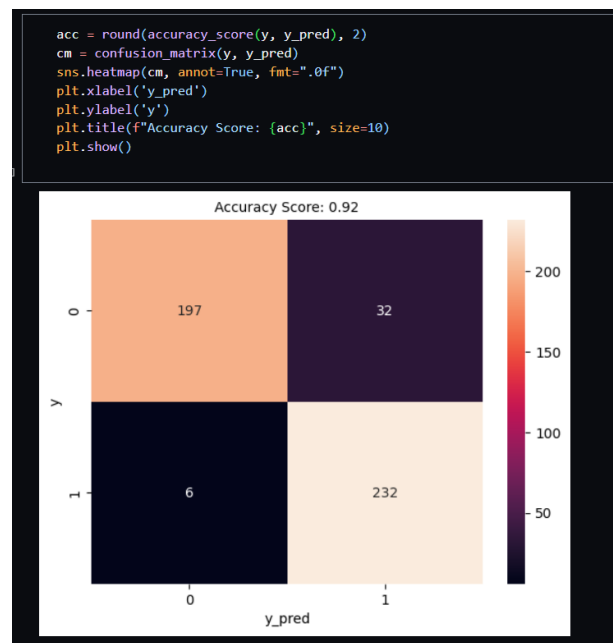 acc = round(accuracy_score(y, y_pred), 2)
cm = confusion_matrix(y, y_pred)
sns.heatmap(cm, annot=True, fmt=".0f")
plt.xlabel('y_pred')
plt.ylabel('y')
plt.title(f"Accuracy Score: {acc}", size=10)
plt.show()
Accuracy Score: 0.92
0
197
32
1
6
232
y
0
1
y_pred
200
150
100
50